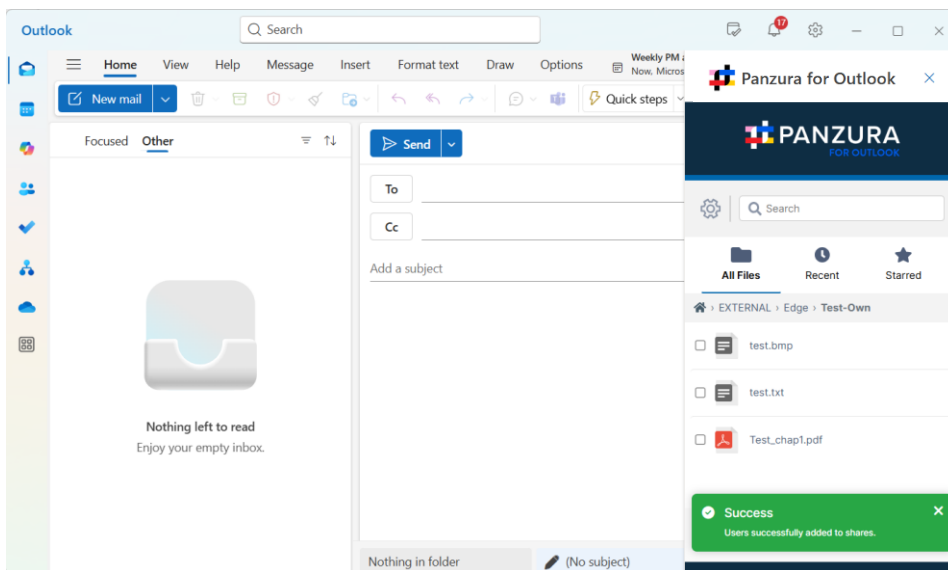 Outlook
Search
17
Home View Help Message Insert Format text Draw Options
Weekly PM
Now, Micros
New mail
Quick steps
Focused Other
Send
To
Cc
Add a subject
Nothing left to read
Enjoy your empty inbox.
Nothing in folder
(No subject)
Panzura for Outlook
PANZURA
FOR OUTLOOK
Search
All Files Recent Starred
EXTERNAL › Edge › Test-Own
test.bmp
test.txt
Test_chap1.pdf
Success
Users successfully added to shares.